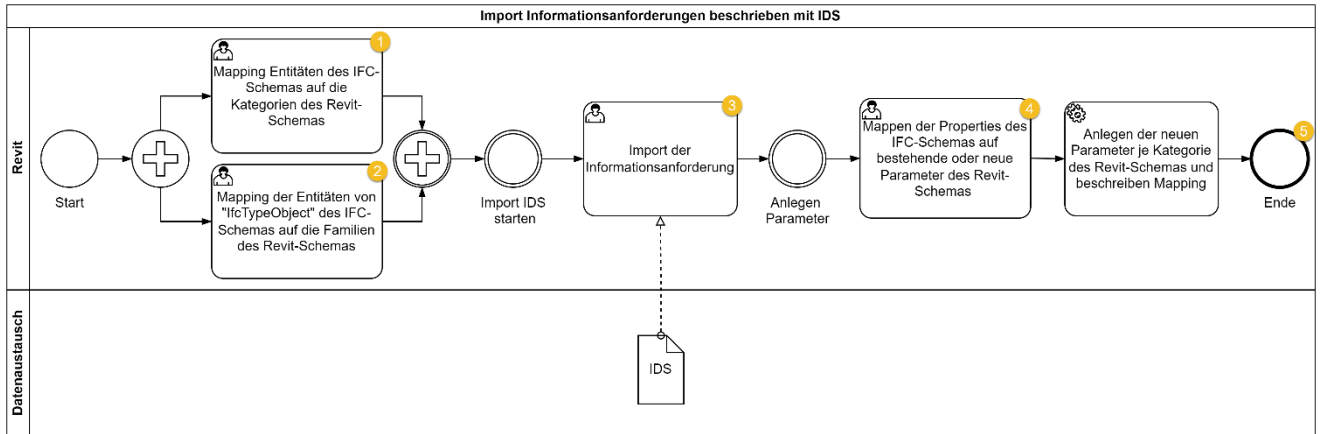 Import Informationsanforderungen beschrieben mit IDS
Revit
Start
1
Mapping Entitäten des IFC-
Schemas auf die
Kategorien des Revit-
Schemas
2
Mapping der Entitäten von
"IfcTypeObject" des IFC-
Schemas auf die Familien
des Revit-Schemas
Import IDS
starten
3
Import der
Informationsanforderung
Anlegen
Parameter
4
Mappen der Properties des
IFC-Schemas auf
bestehende oder neue
Parameter des Revit-
Schemas
Anlegen der neuen
Parameter je Kategorie
des Revit-Schemas und
beschreiben Mapping
5
Ende
Datenaustausch
IDS